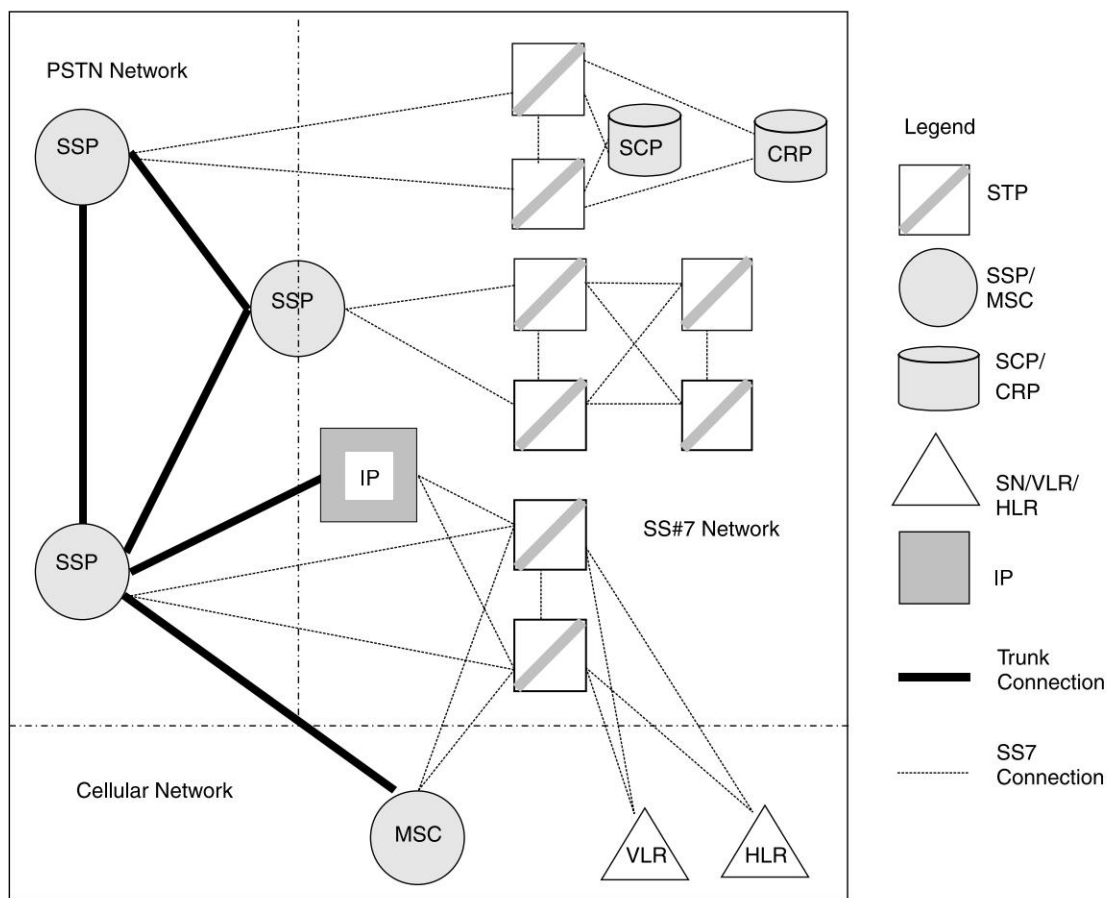 PSTN Network
SSP
SCP
CRP
SSP
IP
SSP
SS#7 Network
Cellular Network
MSC
VLR
HLR
Legend
STP
SSP/
MSC
SCP/
CRP
SN/VLR/
HLR
IP
Trunk
Connection
SS7
Connection